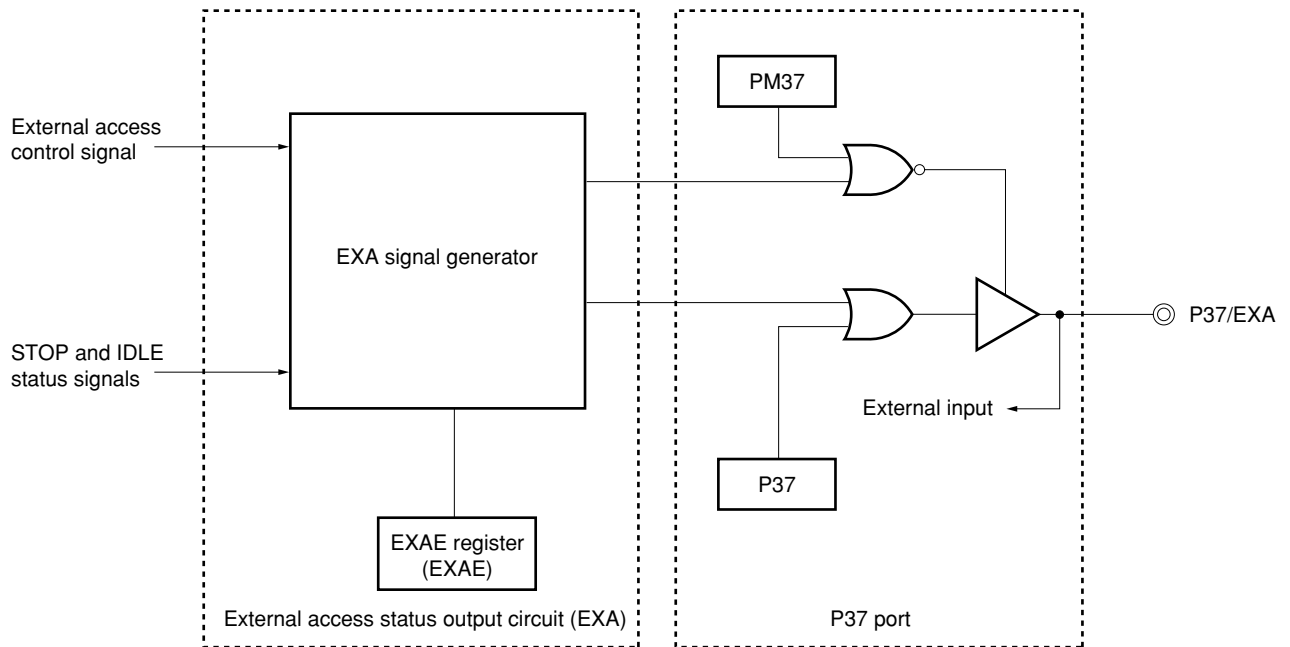 PM37
External access
control signal
EXA signal generator
P37/EXA
STOP and IDLE
status signals
External input
P37
EXAE register
(EXAE)
External access status output circuit (EXA)
P37 port